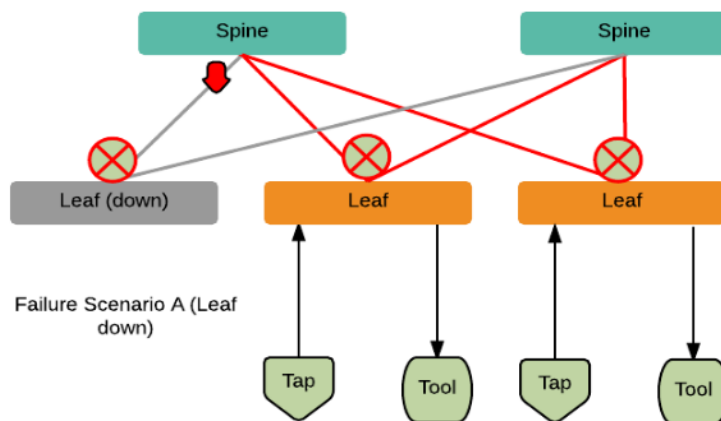 Spine
Spine
Leaf (down)
Leaf
Leaf
Failure Scenario A (Leaf
down)
Tap
Tool
Tap
Tool